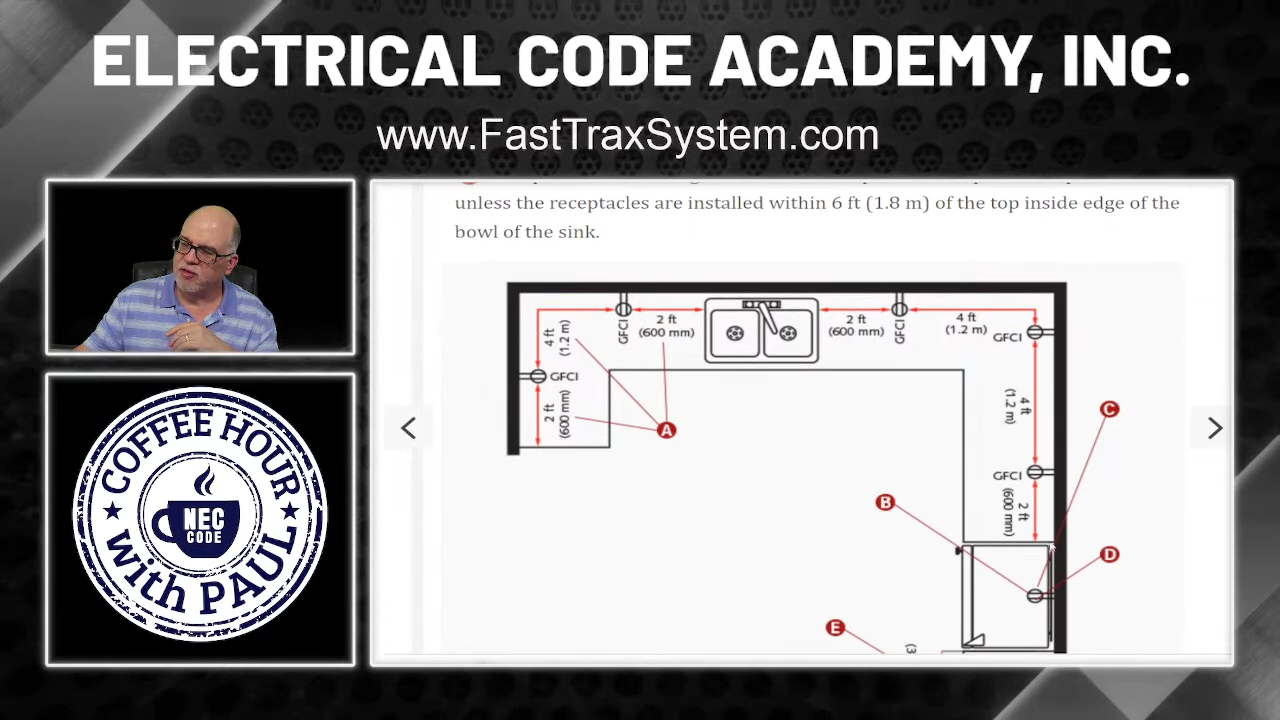 ELECTRICAL CODE ACADEMY, INC.
www.FastTraxSystem.com
unless the receptacles are installed within 6 ft (1.8 m) of the top inside edge of the
bowl of the sink.
GFCI
2 ft
(600 mm)
4 ft
(1.2 m)
GFCI
2 ft
(600 mm)
A
2 ft
(600 mm)
GFCI
4 ft
(1.2 m)
GFCI
4 ft
(1.2 m)
C
GFCI
2 ft
(600 mm)
B
D
E
(3
COFFEE HOUR
NEC
CODE
with PAUL